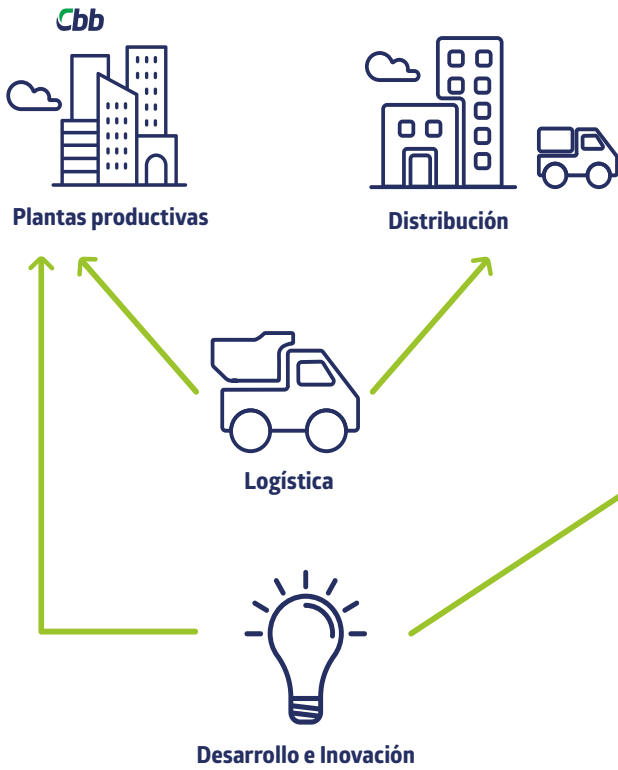 Cbb
Plantas productivas
Distribución
Logística
Desarrollo e Inovación